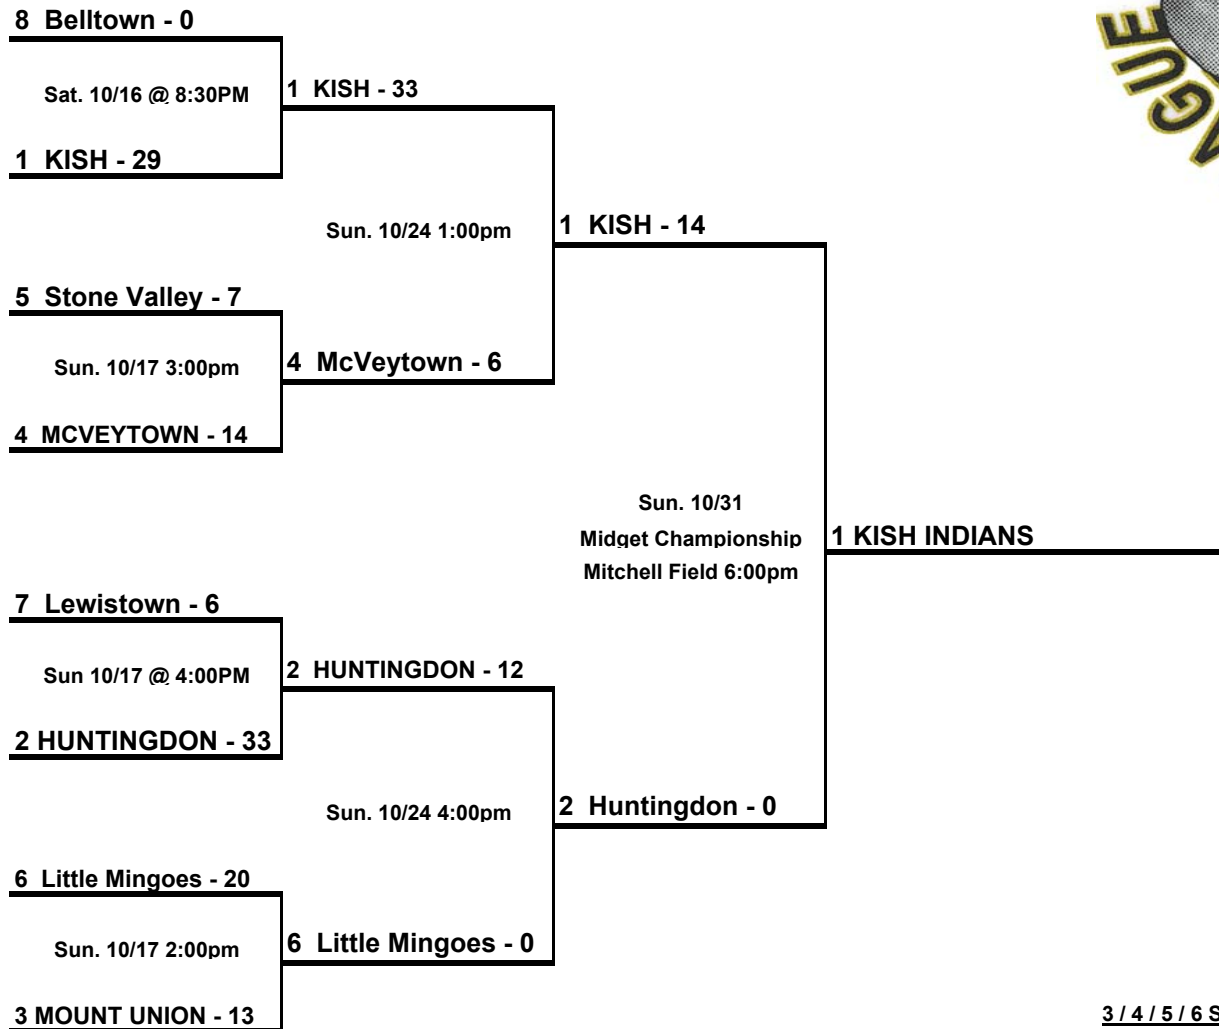 8 Belltown - 0
Sat. 10/16 @ 8:30PM
1 KISH - 33
1 KISH - 29
Sun. 10/24 1:00pm
1 KISH - 14
5 Stone Valley - 7
Sun. 10/17 3:00pm
4 McVeytown - 6
4 MCVEYTOWN - 14
Sun. 10/31
Midget Championship
Mitchell Field 6:00pm
1 KISH INDIANS
7 Lewistown - 6
Sun 10/17 @ 4:00PM
2 HUNTINGDON - 12
2 HUNTINGDON - 33
Sun. 10/24 4:00pm
2 Huntingdon - 0
6 Little Mingoes - 20
Sun. 10/17 2:00pm
6 Little Mingoes - 0
3 MOUNT UNION - 13
3 / 4 / 5 / 6 S